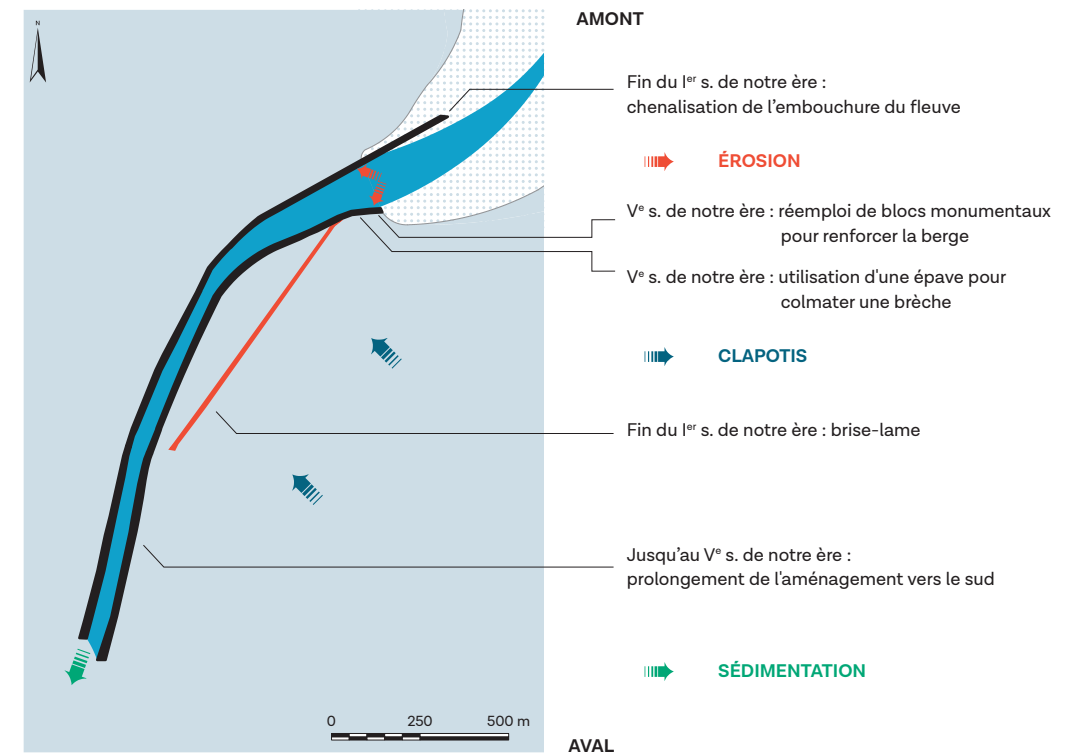 N
AMONT
Fin du Iᵉʳ s. de notre ère :
chenalisation de l’embouchure du fleuve
ÉROSION
Vᵉ s. de notre ère : réemploi de blocs monumentaux
pour renforcer la berge
Vᵉ s. de notre ère : utilisation d'une épave pour
colmater une brèche
CLAPOTIS
Fin du Iᵉʳ s. de notre ère : brise-lame
Jusqu’au Vᵉ s. de notre ère :
prolongement de l'aménagement vers le sud
SÉDIMENTATION
0 250 500 m
AVAL